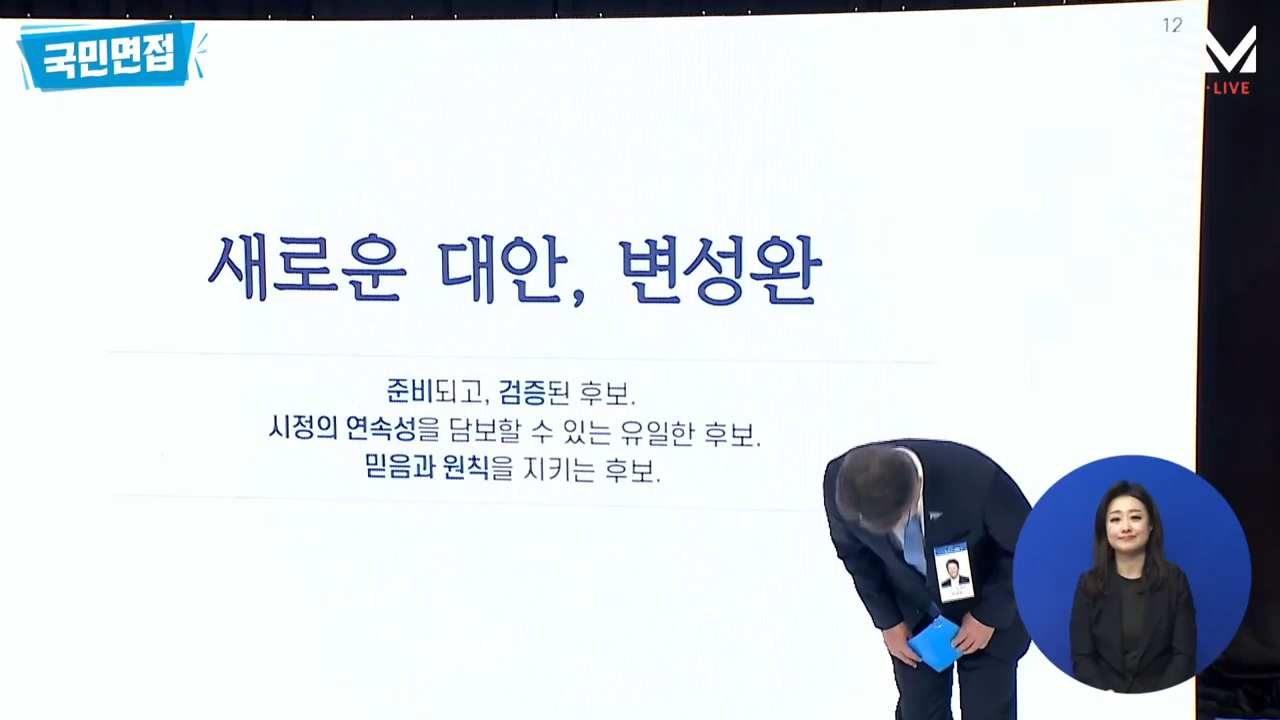 국민면접
12
LIVE
새로운 대안, 변성완
준비되고, 검증된 후보.
시정의 연속성을 담보할 수 있는 유일한 후보.
믿음과 원칙을 지키는 후보.